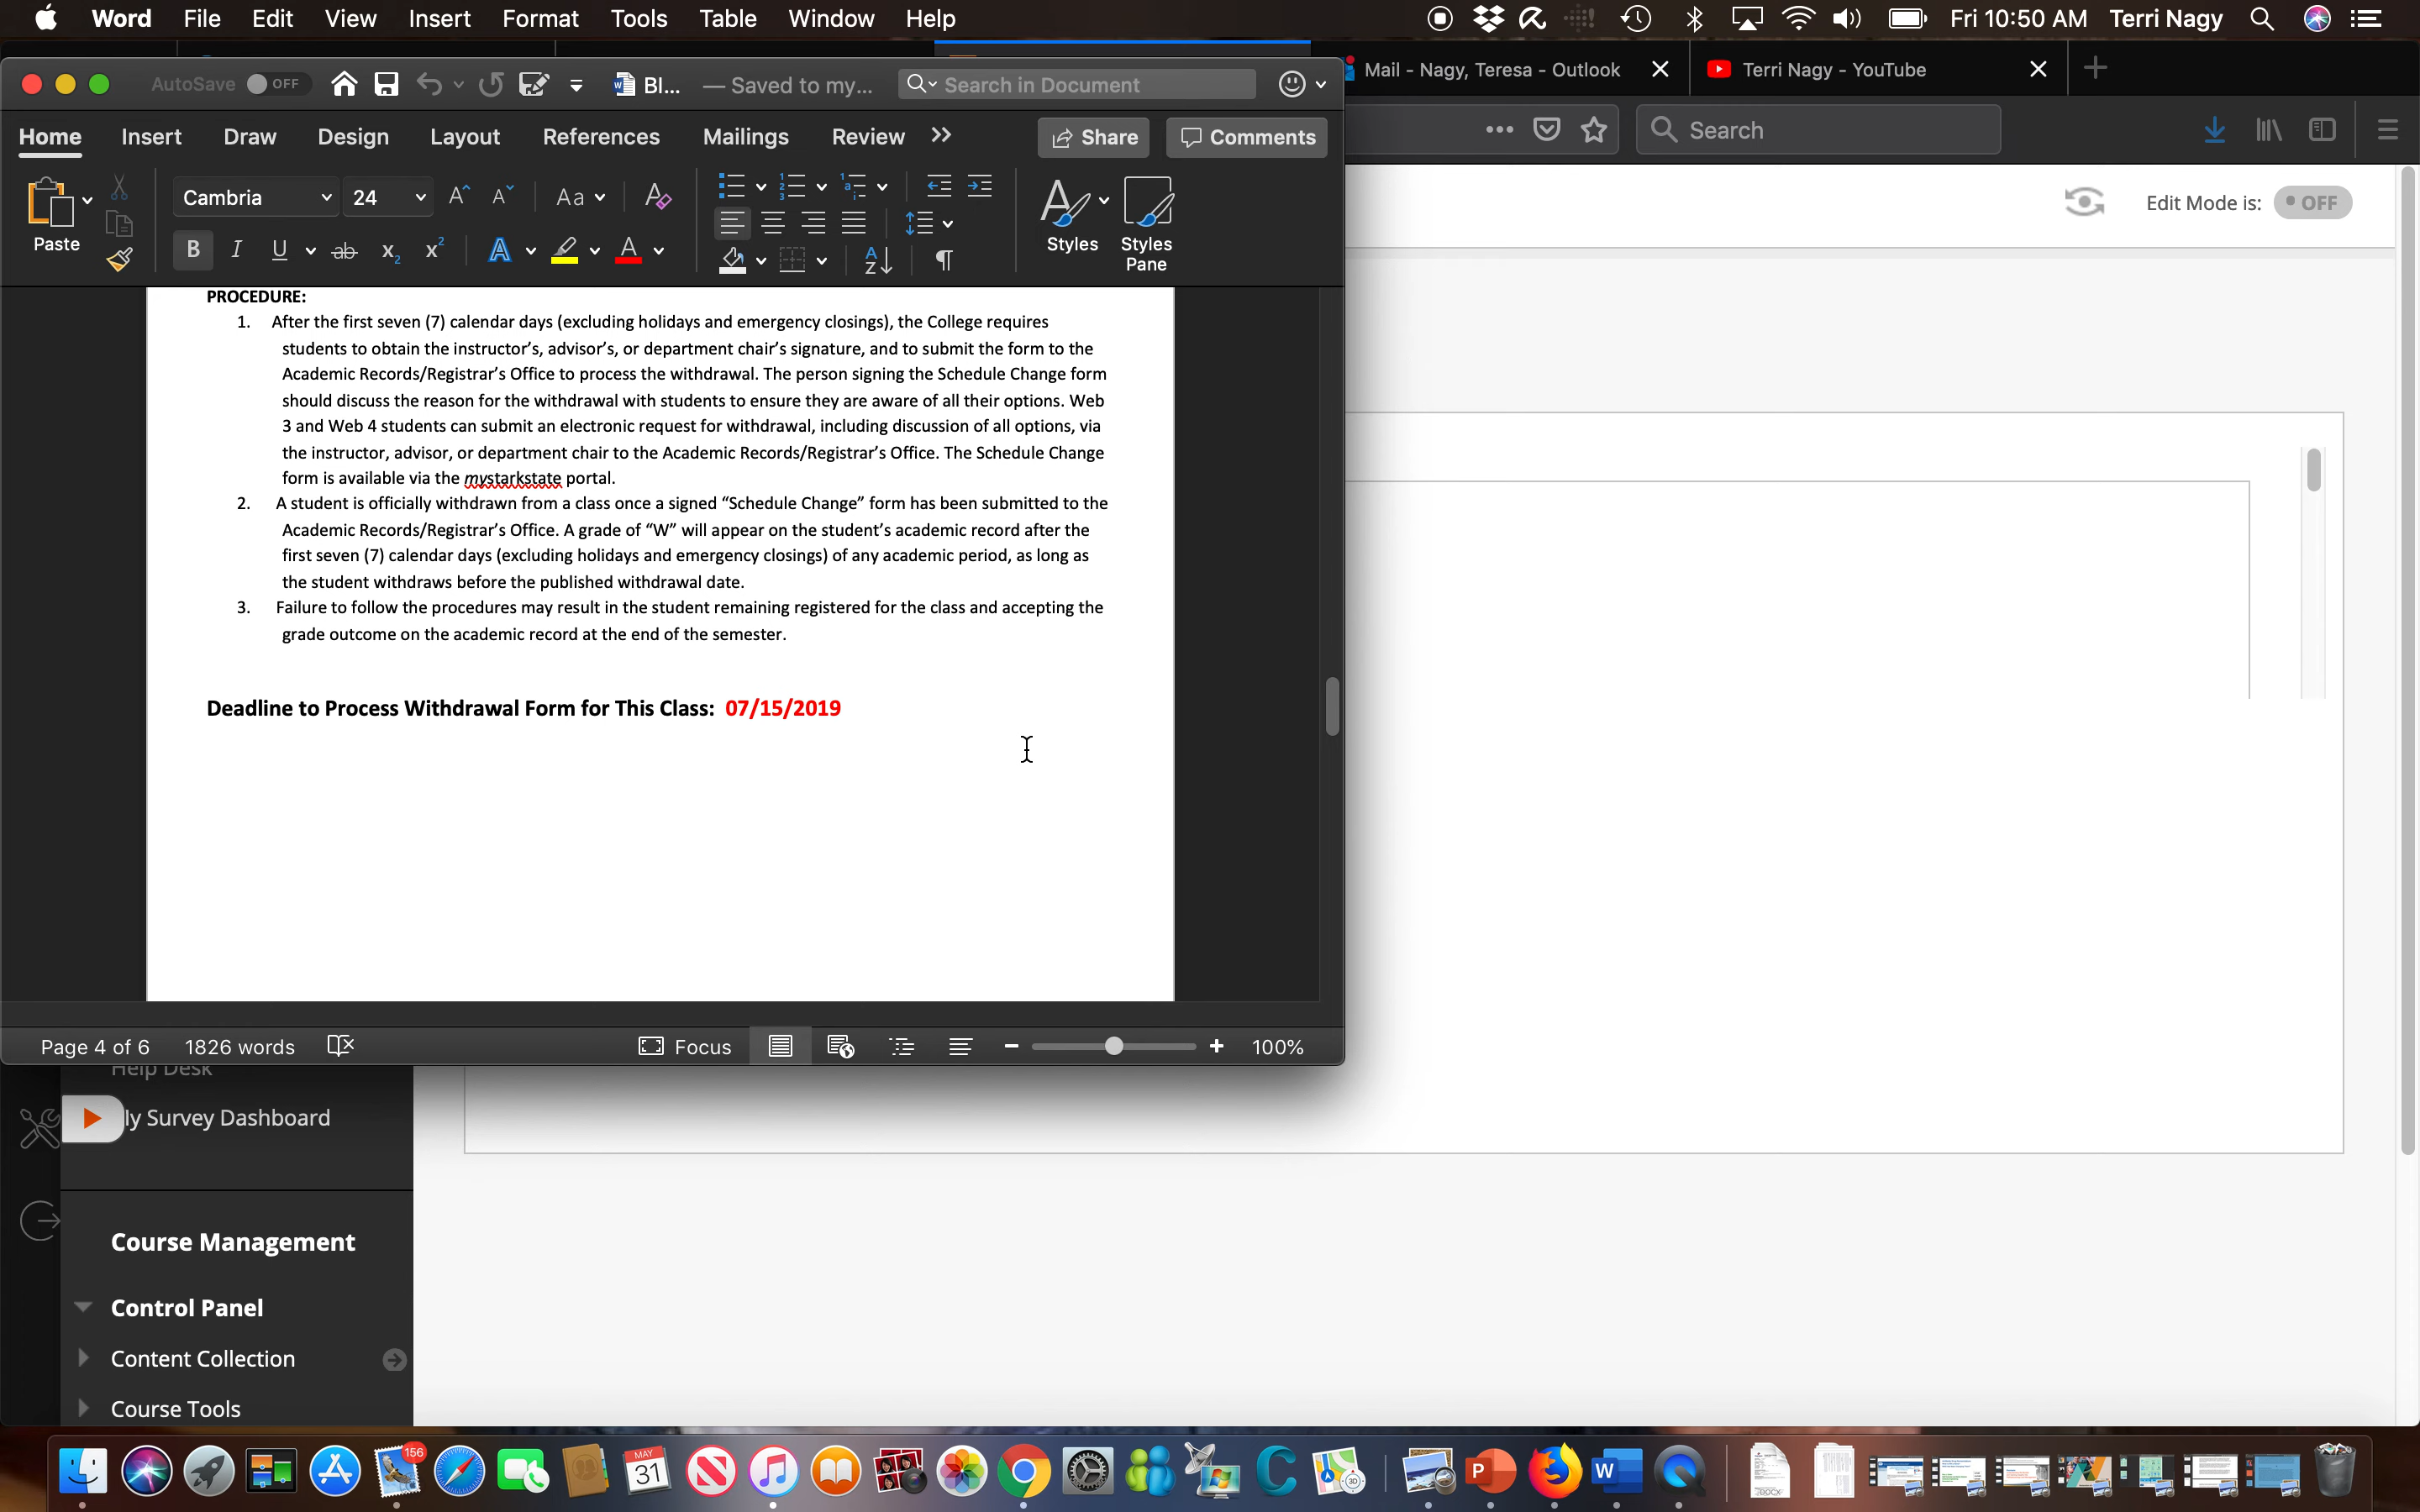 Word File Edit View Insert Format Tools Table Window Help Fri 10:50 AM Terri Nagy
Mail - Nagy, Teresa - Outlook Terri Nagy - YouTube
AutoSave OFF Bl... — Saved to my... Search in Document
Search
Home Insert Draw Design Layout References Mailings Review Share Comments
Paste Cambria 24 Styles Styles Pane
Edit Mode is: OFF
PROCEDURE:
1. After the first seven (7) calendar days (excluding holidays and emergency closings), the College requires
students to obtain the instructor’s, advisor’s, or department chair’s signature, and to submit the form to the
Academic Records/Registrar’s Office to process the withdrawal. The person signing the Schedule Change form
should discuss the reason for the withdrawal with students to ensure they are aware of all their options. Web
3 and Web 4 students can submit an electronic request for withdrawal, including discussion of all options, via
the instructor, advisor, or department chair to the Academic Records/Registrar’s Office. The Schedule Change
form is available via the mystarkstate portal.
2. A student is officially withdrawn from a class once a signed “Schedule Change” form has been submitted to the
Academic Records/Registrar’s Office. A grade of “W” will appear on the student’s academic record after the
first seven (7) calendar days (excluding holidays and emergency closings) of any academic period, as long as
the student withdraws before the published withdrawal date.
3. Failure to follow the procedures may result in the student remaining registered for the class and accepting the
grade outcome on the academic record at the end of the semester.
Deadline to Process Withdrawal Form for This Class: 07/15/2019
Page 4 of 6 1826 words Focus 100%
Help Desk
ly Survey Dashboard
Course Management
Control Panel
Content Collection
Course Tools
156
MAY
31